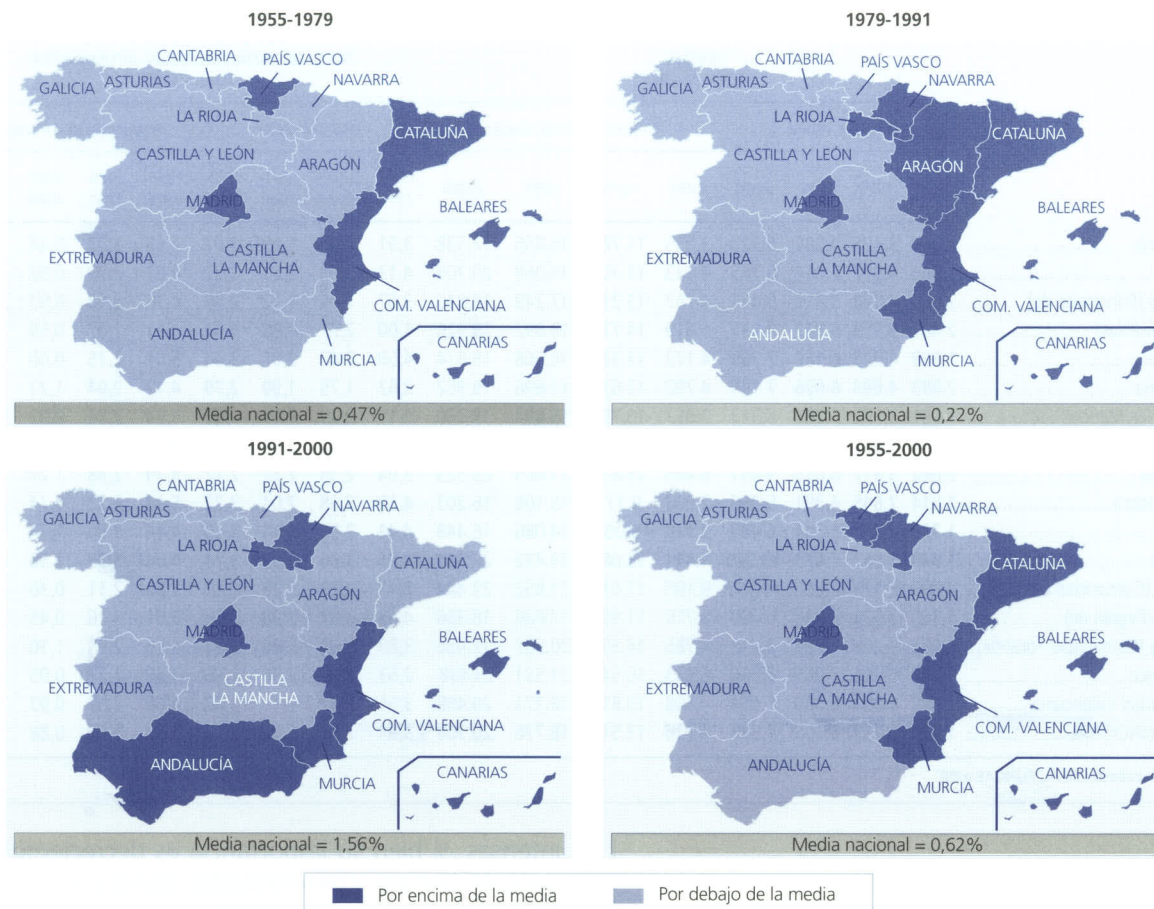 1955-1979
CANTABRIA
PAÍS VASCO
ASTURIAS
NAVARRA
GALICIA
LA RIOJA
CATALUÑA
CASTILLA Y LEÓN
ARAGÓN
MADRID
BALEARES
EXTREMADURA
CASTILLA
LA MANCHA
COM. VALENCIANA
ANDALUCÍA
MURCIA
CANARIAS
Media nacional = 0,47%
1979-1991
CANTABRIA
PAÍS VASCO
ASTURIAS
NAVARRA
GALICIA
LA RIOJA
CATALUÑA
CASTILLA Y LEÓN
ARAGÓN
MADRID
BALEARES
EXTREMADURA
CASTILLA
LA MANCHA
COM. VALENCIANA
ANDALUCÍA
MURCIA
CANARIAS
Media nacional = 0,22%
1991-2000
CANTABRIA
PAÍS VASCO
ASTURIAS
NAVARRA
GALICIA
LA RIOJA
CATALUÑA
CASTILLA Y LEÓN
ARAGÓN
MADRID
BALEARES
EXTREMADURA
CASTILLA
LA MANCHA
COM. VALENCIANA
ANDALUCÍA
MURCIA
CANARIAS
Media nacional = 1,56%
1955-2000
CANTABRIA
PAÍS VASCO
ASTURIAS
NAVARRA
GALICIA
LA RIOJA
CATALUÑA
CASTILLA Y LEÓN
ARAGÓN
MADRID
BALEARES
EXTREMADURA
CASTILLA
LA MANCHA
COM. VALENCIANA
ANDALUCÍA
MURCIA
CANARIAS
Media nacional = 0,62%
Por encima de la media
Por debajo de la media